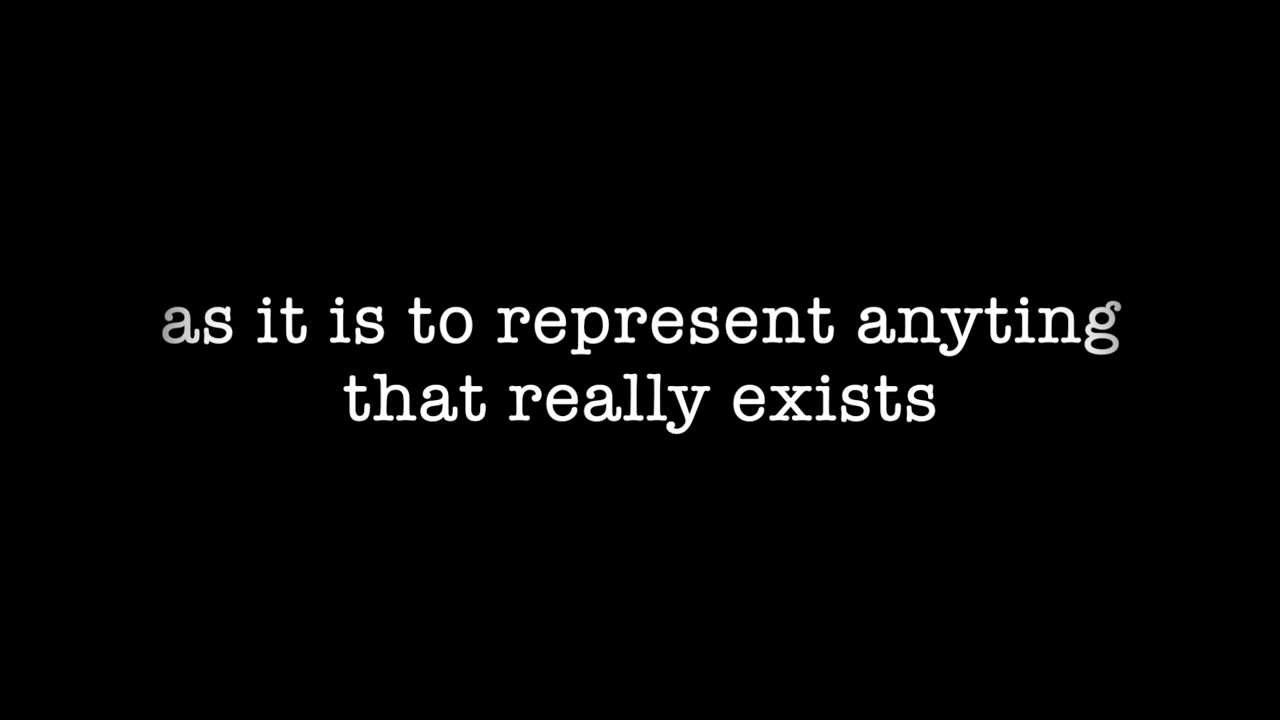 as it is to represent anyting
that really exists